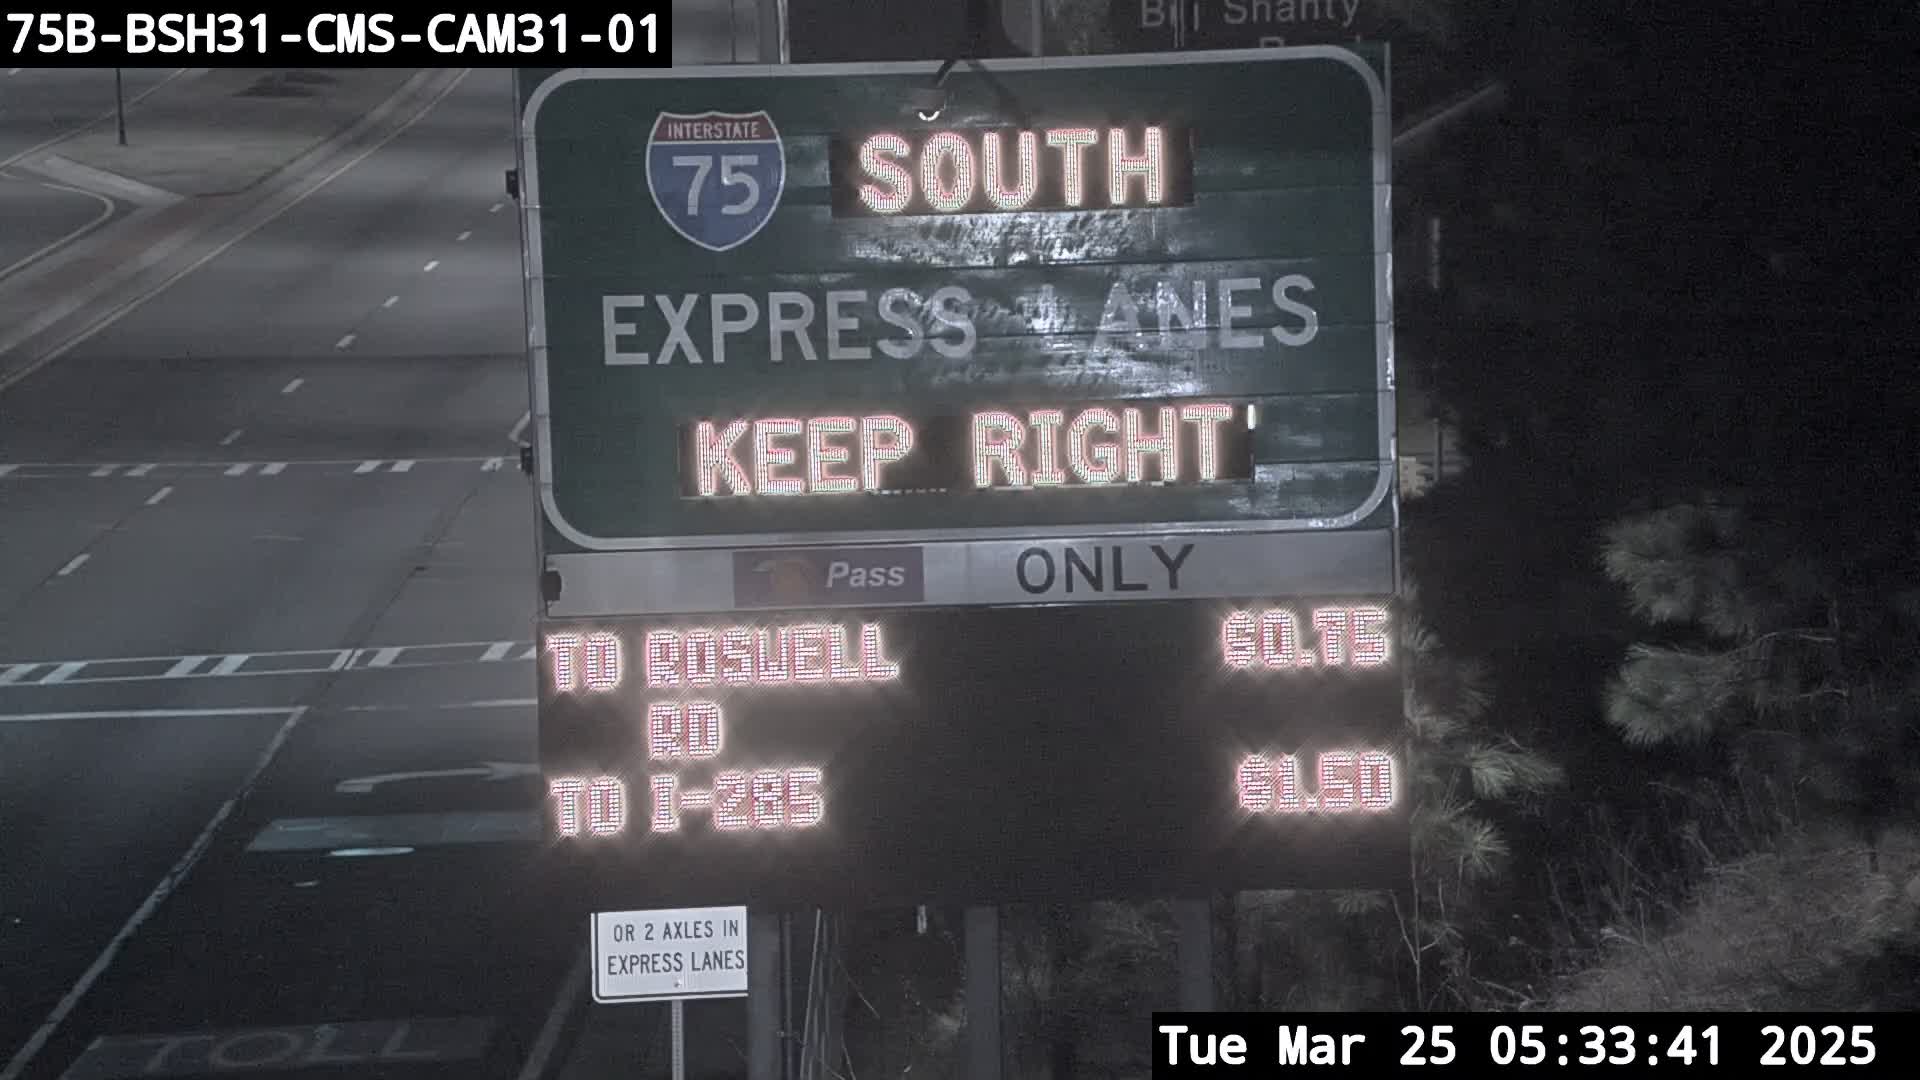 75B-BSH31-CMS-CAM31-01
Bill Shanty
INTERSTATE
75
SOUTH
EXPRESS LANES
KEEP RIGHT
Pass ONLY
TO ROSWELL $0.75
RD
TO I-285 $1.50
OR 2 AXLES IN
EXPRESS LANES
TOLL
Tue Mar 25 05:33:41 2025